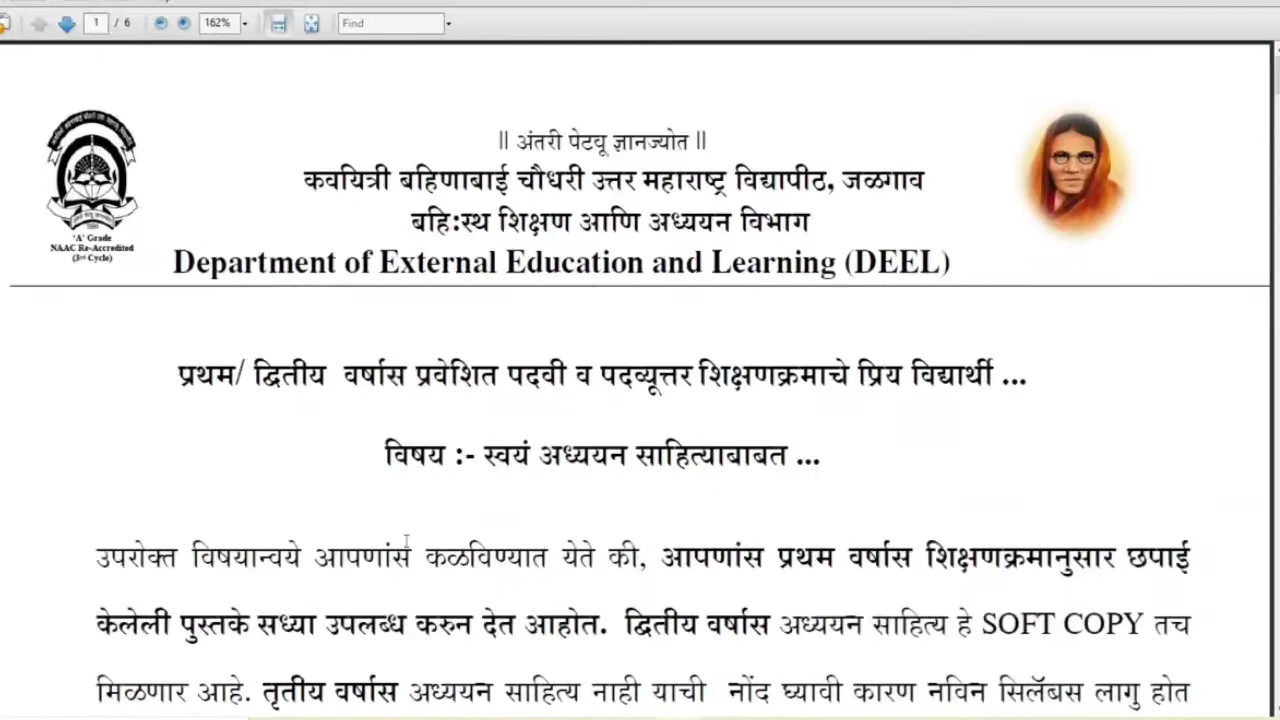 1 / 6 162% Find
|| अंतरी पेटवू ज्ञानज्योत ||
कवयित्री बहिणाबाई चौधरी उत्तर महाराष्ट्र विद्यापीठ, जळगाव
बहि:स्थ शिक्षण आणि अध्ययन विभाग
Department of External Education and Learning (DEEL)
'A' Grade
NAAC Re-Accredited
(3rd Cycle)
प्रथम/ द्वितीय वर्षास प्रवेशित पदवी व पदव्यूत्तर शिक्षणक्रमाचे प्रिय विद्यार्थी ...
विषय :- स्वयं अध्ययन साहित्याबाबत ...
उपरोक्त विषयान्वये आपणांस कळविण्यात येते की, आपणांस प्रथम वर्षास शिक्षणक्रमानुसार छपाई
केलेली पुस्तके सध्या उपलब्ध करुन देत आहोत. द्वितीय वर्षास अध्ययन साहित्य हे SOFT COPY तच
मिळणार आहे. तृतीय वर्षास अध्ययन साहित्य नाही याची नोंद घ्यावी कारण नविन सिलॅबस लागु होत